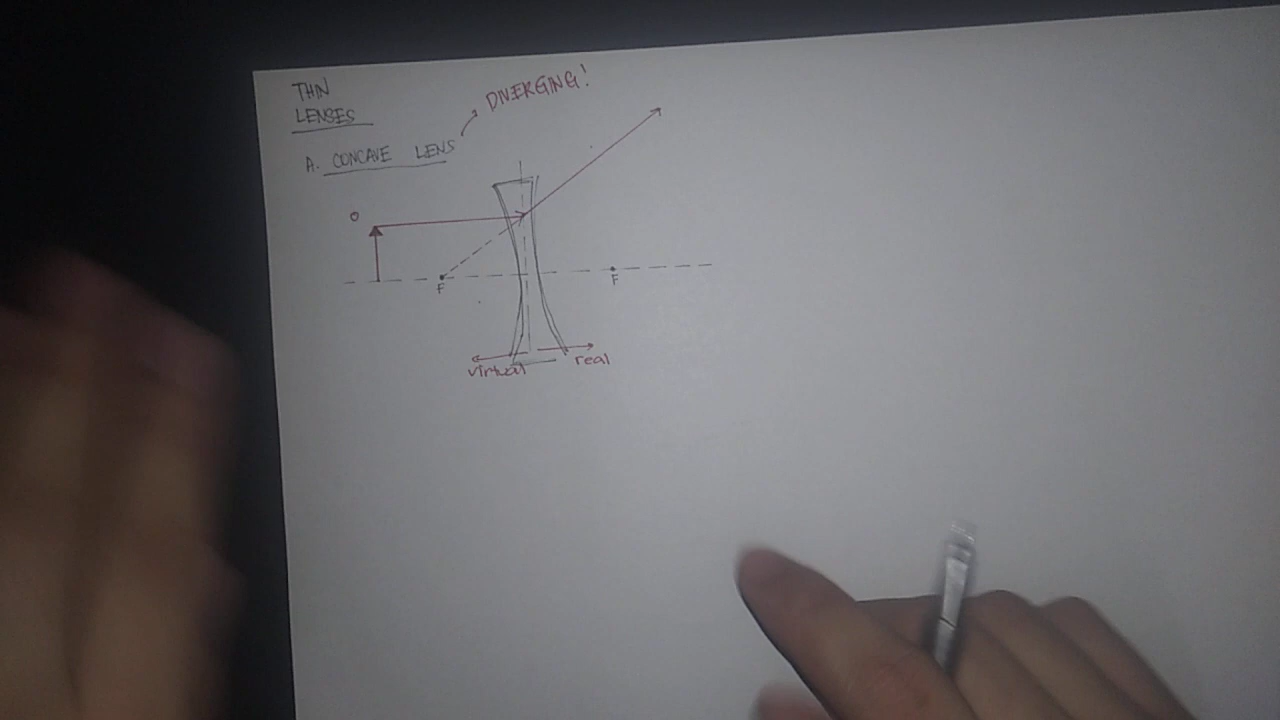 THIN
LENSES
DIVERGING!
A. CONCAVE LENS
O
F
F
virtual
real